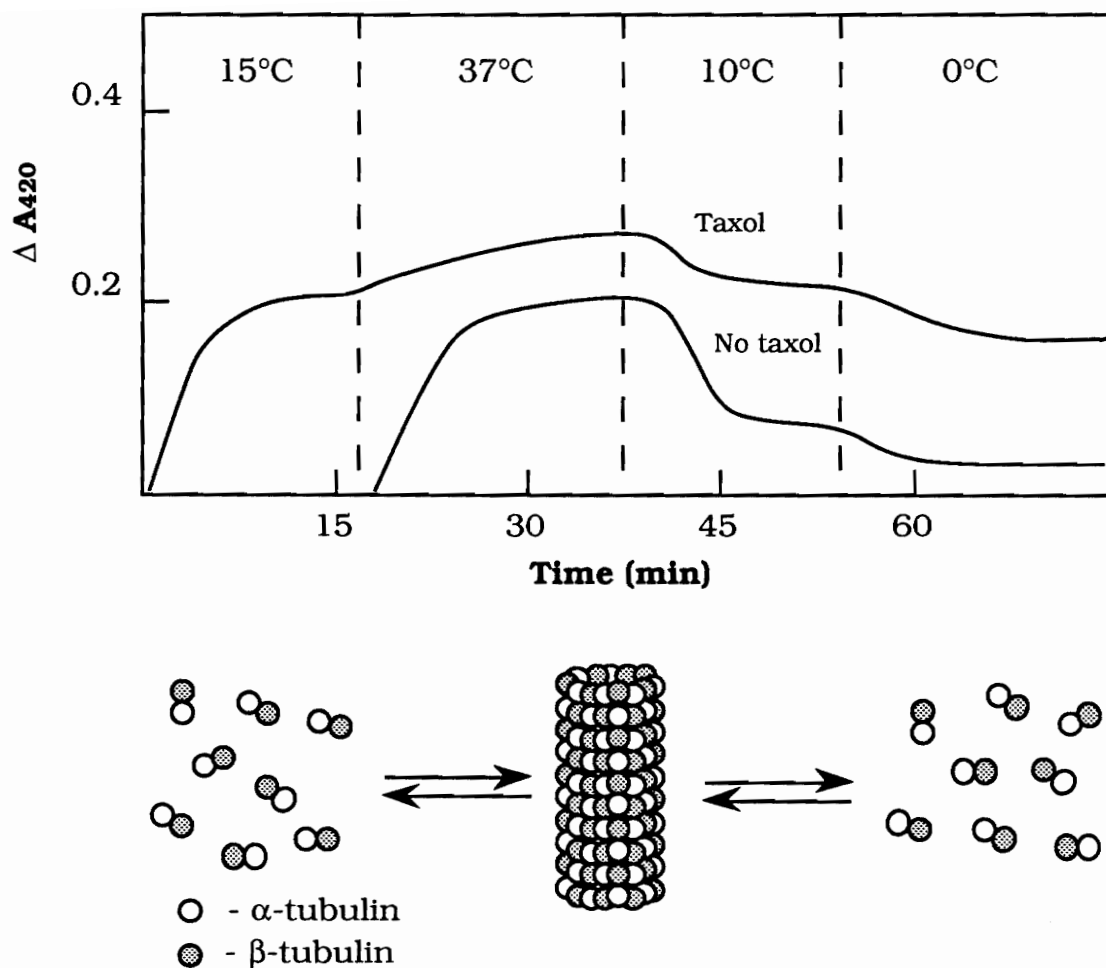 15°C 37°C 10°C 0°C
0.4
Δ A420
Taxol
0.2
No taxol
15 30 45 60
Time (min)
- α-tubulin
- β-tubulin